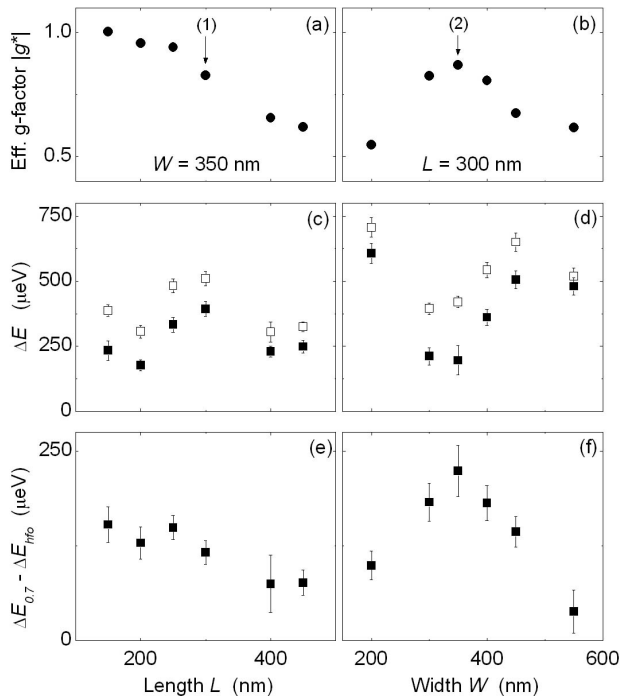 (1) (a) (2) (b)
1.0
0.5
Eff. g-factor |g*|
W = 350 nm L = 300 nm
(c) (d)
750
500
250
0
ΔE (μeV)
(e) (f)
250
0
ΔE0.7 - ΔEhfo (μeV)
200 400 200 400 600
Length L (nm) Width W (nm)